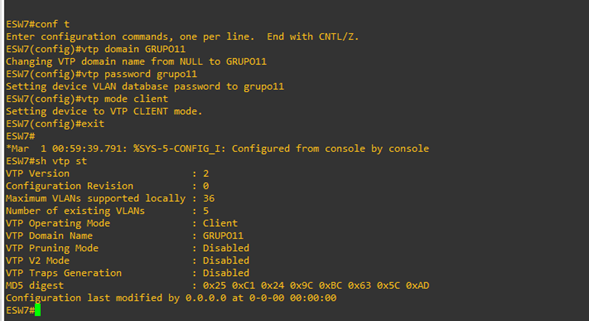 ESW7#conf t
Enter configuration commands, one per line.  End with CNTL/Z.
ESW7(config)#vtp domain GRUPO11
Changing VTP domain name from NULL to GRUPO11
ESW7(config)#vtp password grupo11
Setting device VLAN database password to grupo11
ESW7(config)#vtp mode client
Setting device to VTP CLIENT mode.
ESW7(config)#exit
ESW7#
*Mar  1 00:59:39.791: %SYS-5-CONFIG_I: Configured from console by console
ESW7#sh vtp st
VTP Version                     : 2
Configuration Revision          : 0
Maximum VLANs supported locally : 36
Number of existing VLANs        : 5
VTP Operating Mode              : Client
VTP Domain Name                 : GRUPO11
VTP Pruning Mode                : Disabled
VTP V2 Mode                     : Disabled
VTP Traps Generation            : Disabled
MD5 digest                      : 0x25 0xC1 0x24 0x9C 0xBC 0x63 0x5C 0xAD
Configuration last modified by 0.0.0.0 at 0-0-00 00:00:00
ESW7#